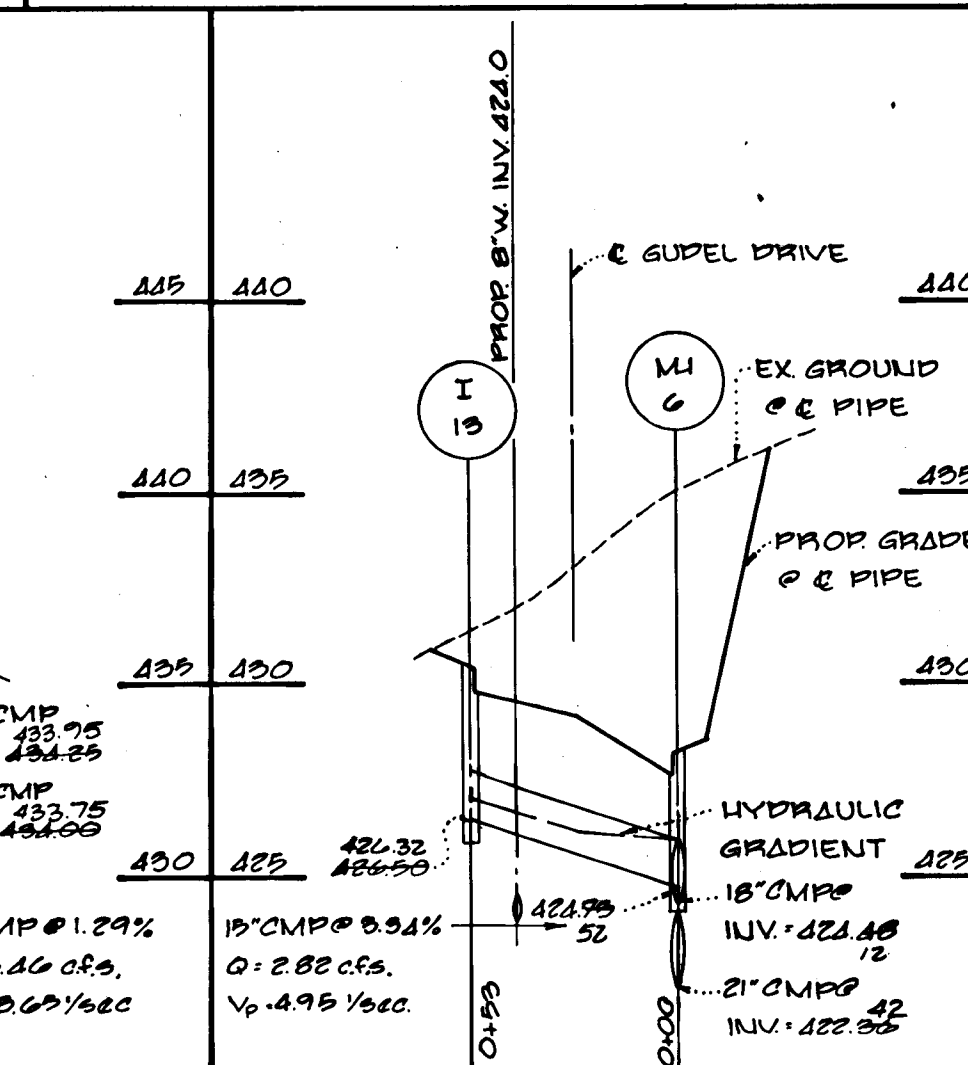 PROP. 8"W. INV. 424.0
℄ GUDEL DRIVE
445 440
440
I
13
MH
6
EX. GROUND
@ ℄ PIPE
440 435
435
PROP. GRADE
@ ℄ PIPE
435 430
430
CMP
433.95
434.25
CMP
433.75
434.00
HYDRAULIC
GRADIENT
426.32
426.50
430 425
425
18"CMP@
INV. = 424.48
12
424.93
52
MP @ 1.29%
.46 c.f.s.
3.63'/sec
15"CMP@ 3.34%
Q = 2.82 c.f.s.
Vp = 4.95 '/sec.
21"CMP@
42
INV. = 422.36
0+55
0+00